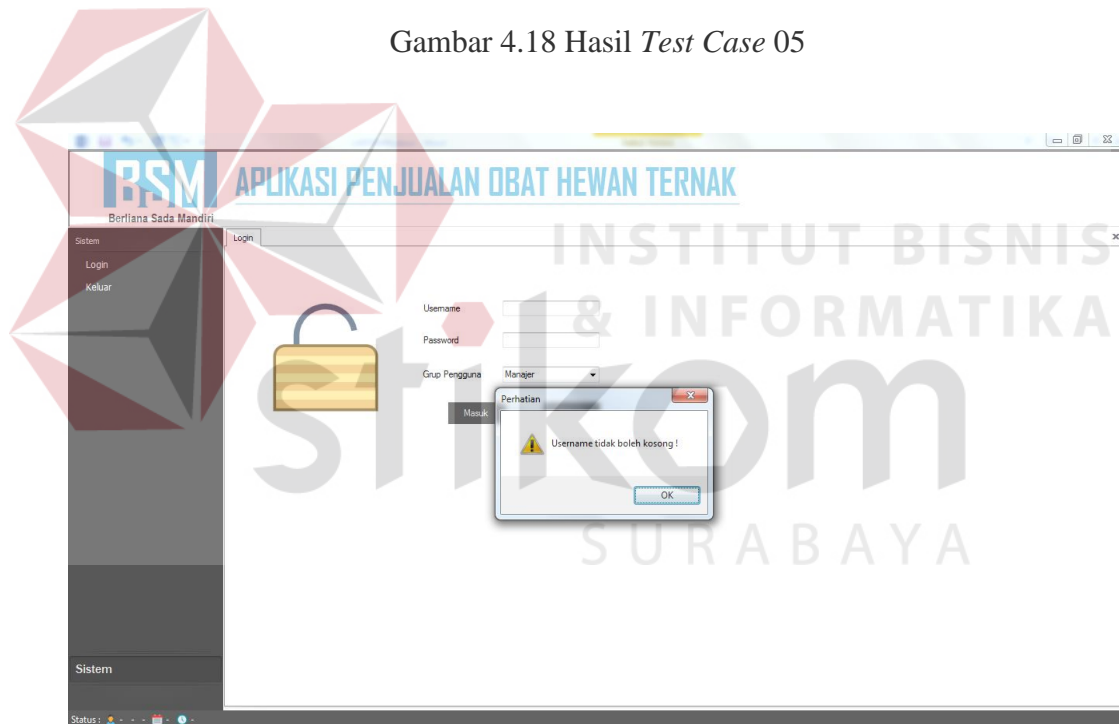 Gambar 4.18 Hasil Test Case 05
BSM
Berliana Sada Mandiri
APLIKASI PENJUALAN OBAT HEWAN TERNAK
Sistem
Login
Login
Keluar
INSTITUT BISNIS
& INFORMATIKA
stikom
SURABAYA
Username
Password
Grup Pengguna
Manajer
Masuk
Perhatian
Username tidak boleh kosong !
OK
Sistem
Status : - - - - -